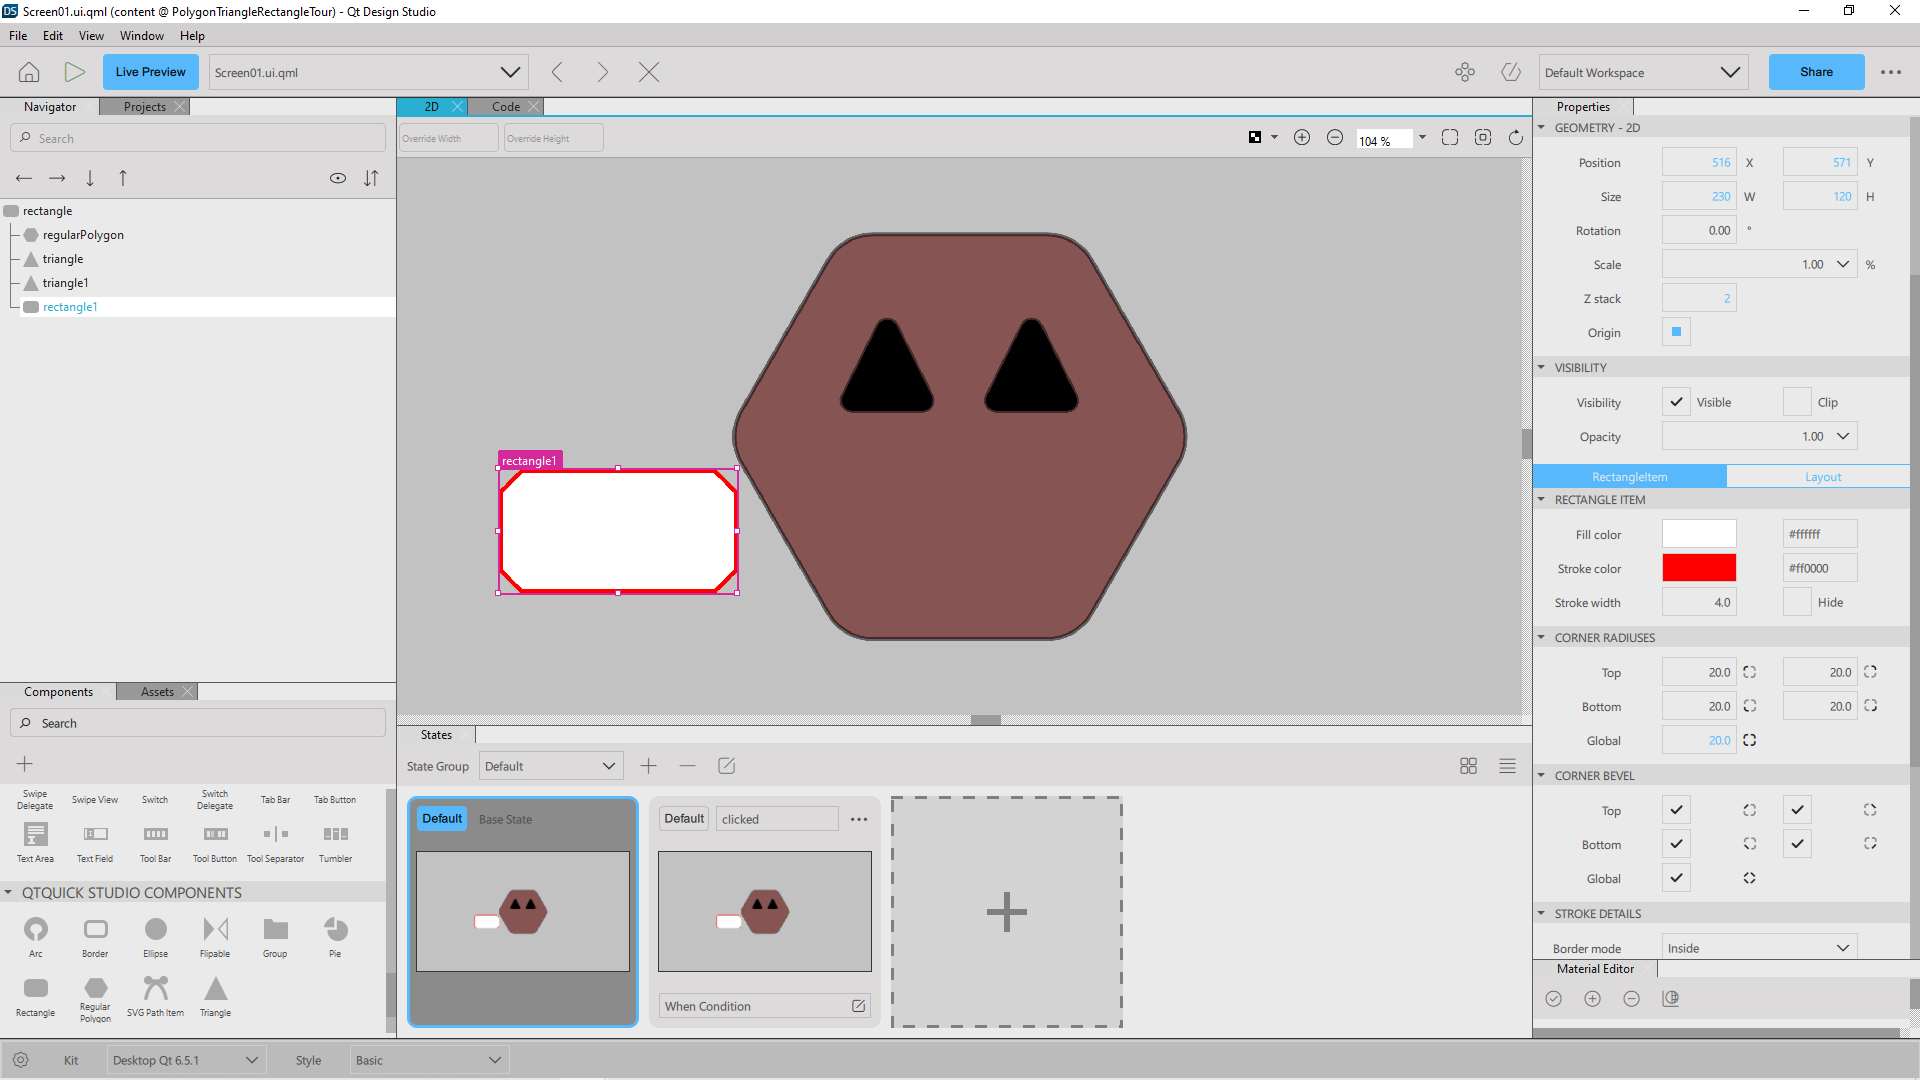 DS Screen01.ui.qml (content @ PolygonTriangleRectangleTour) - Qt Design Studio
File Edit View Window Help
Live Preview Screen01.ui.qml Default Workspace Share
Navigator Projects
Search
rectangle
regularPolygon
triangle
triangle1
rectangle1
Components Assets
Search
Swipe Delegate Swipe View Switch Switch Delegate Tab Bar Tab Button
Text Area Text Field Tool Bar Tool Button Tool Separator Tumbler
QTQUICK STUDIO COMPONENTS
Arc Border Ellipse Flipable Group Pie
Rectangle Regular Polygon SVG Path Item Triangle
2D Code
Override Width Override Height 104 %
rectangle1
States
State Group Default
Default Base State
Default clicked
When Condition
Properties
GEOMETRY - 2D
Position 516 X 571 Y
Size 230 W 120 H
Rotation 0.00 °
Scale 1.00 %
Z stack 2
Origin
VISIBILITY
Visibility Visible Clip
Opacity 1.00
RectangleItem Layout
RECTANGLE ITEM
Fill color #ffffff
Stroke color #ff0000
Stroke width 4.0 Hide
CORNER RADIUSES
Top 20.0 20.0
Bottom 20.0 20.0
Global 20.0
CORNER BEVEL
Top
Bottom
Global
STROKE DETAILS
Border mode Inside
Material Editor
Kit Desktop Qt 6.5.1 Style Basic